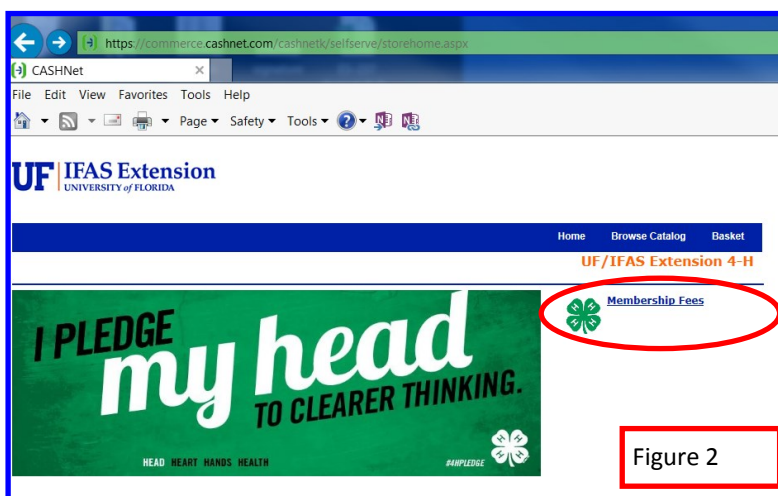 https://commerce.cashnet.com/cashnetk/selfserve/storehome.aspx
CASHNet
File Edit View Favorites Tools Help
Page Safety Tools
UF IFAS Extension
UNIVERSITY of FLORIDA
Home Browse Catalog Basket
UF/IFAS Extension 4-H
Membership Fees
I PLEDGE
my head
TO CLEARER THINKING.
HEAD HEART HANDS HEALTH
#4HPLEDGE
H H H H
H H H H
Figure 2